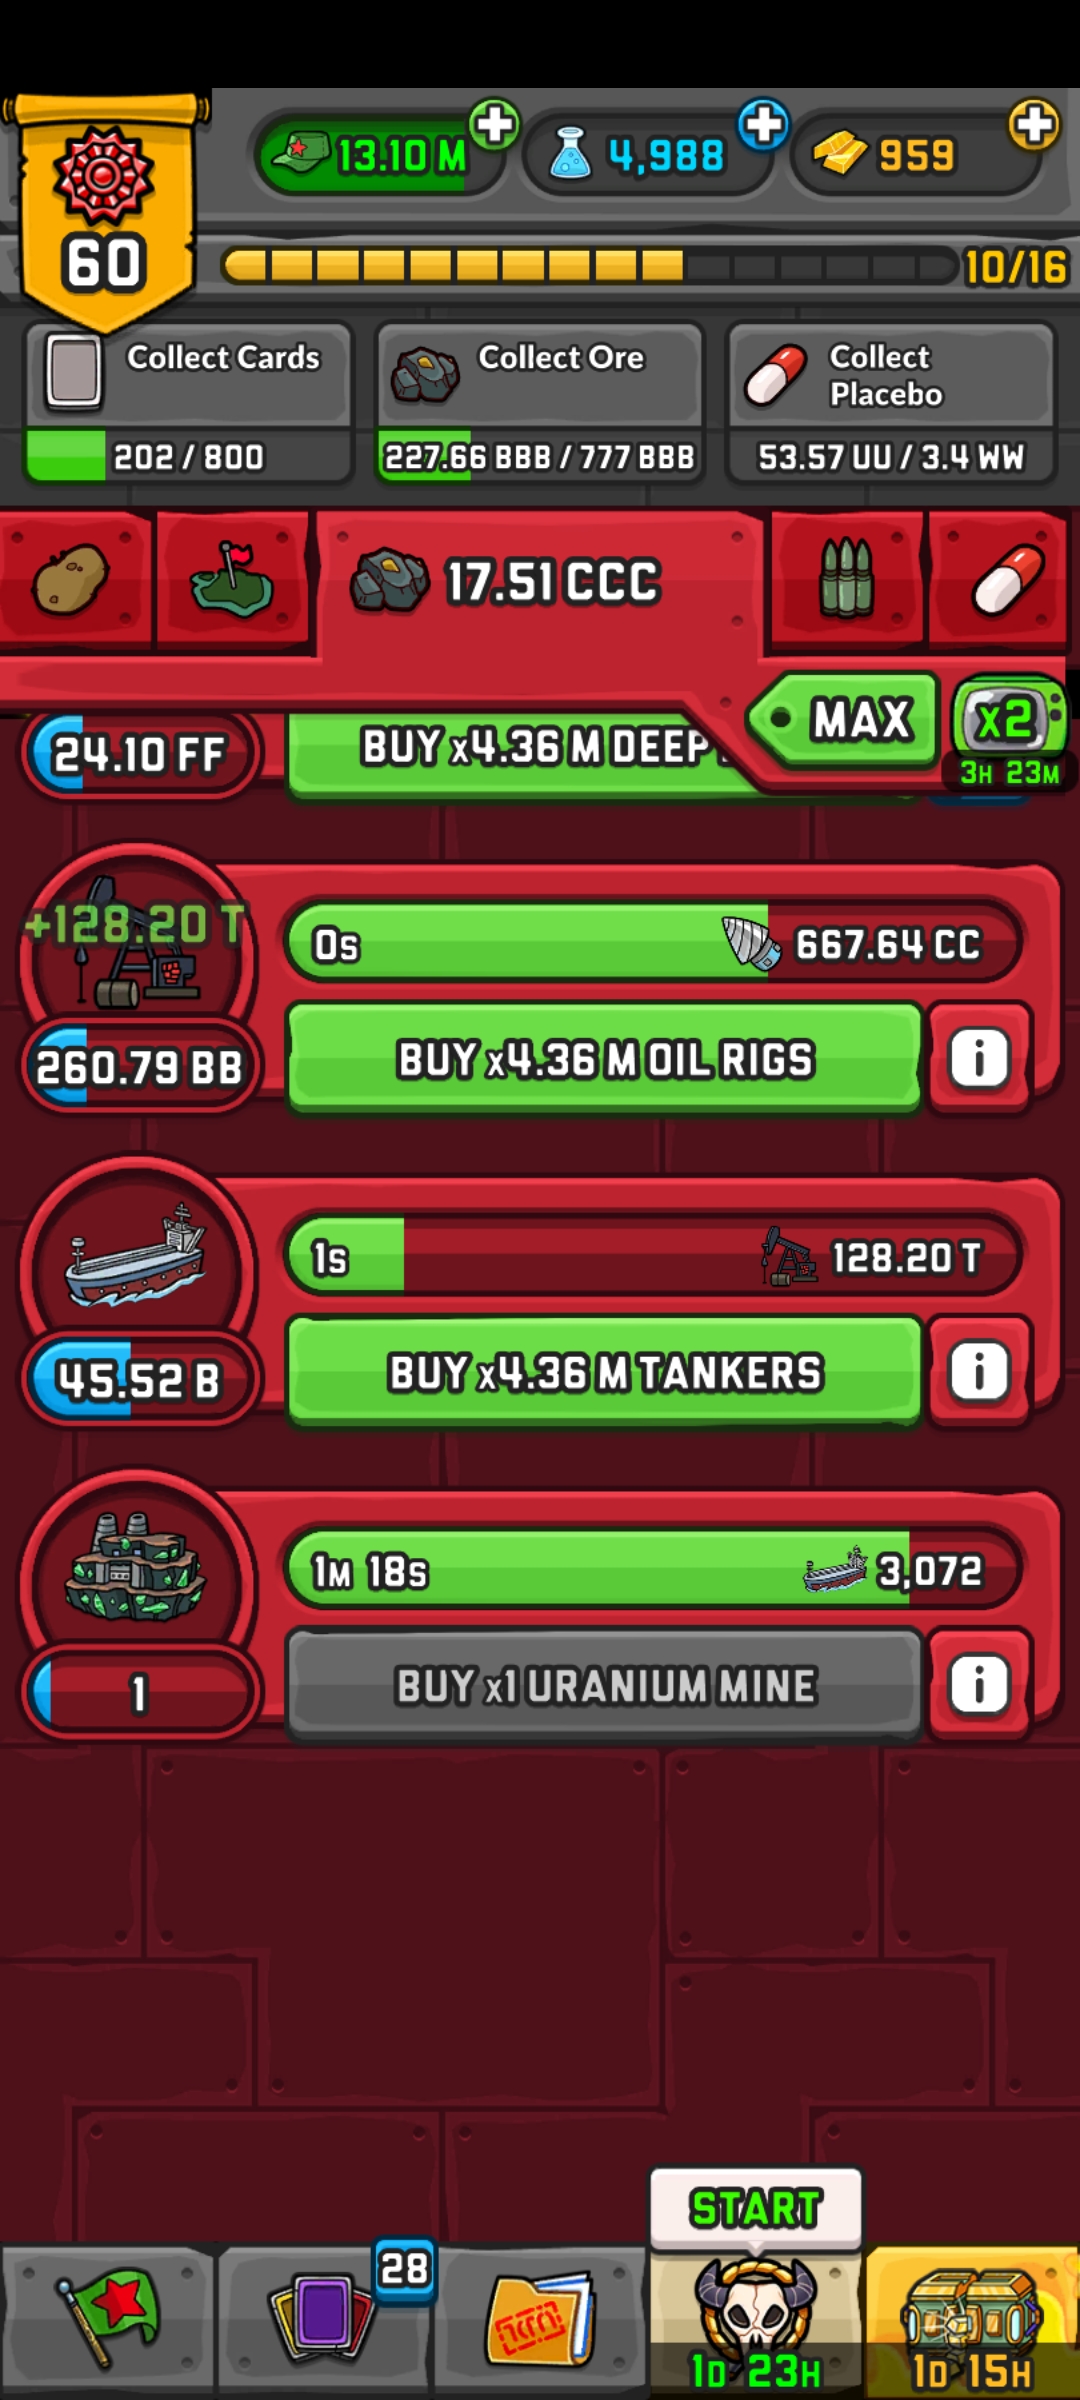 13.10 M
4,988
959
60
10/16
Collect Cards
202 / 800
Collect Ore
227.66 BBB / 777 BBB
Collect
Placebo
53.57 UU / 3.4 WW
17.51 CCC
MAX
x2
3H 23M
24.10 FF
BUY x4.36 M DEEP
+128.20 T
0s
667.64 CC
260.79 BB
BUY x4.36 M OIL RIGS
i
1s
128.20 T
45.52 B
BUY x4.36 M TANKERS
i
1M 18s
3,072
1
BUY x1 URANIUM MINE
i
START
28
1D 23H
1D 15H